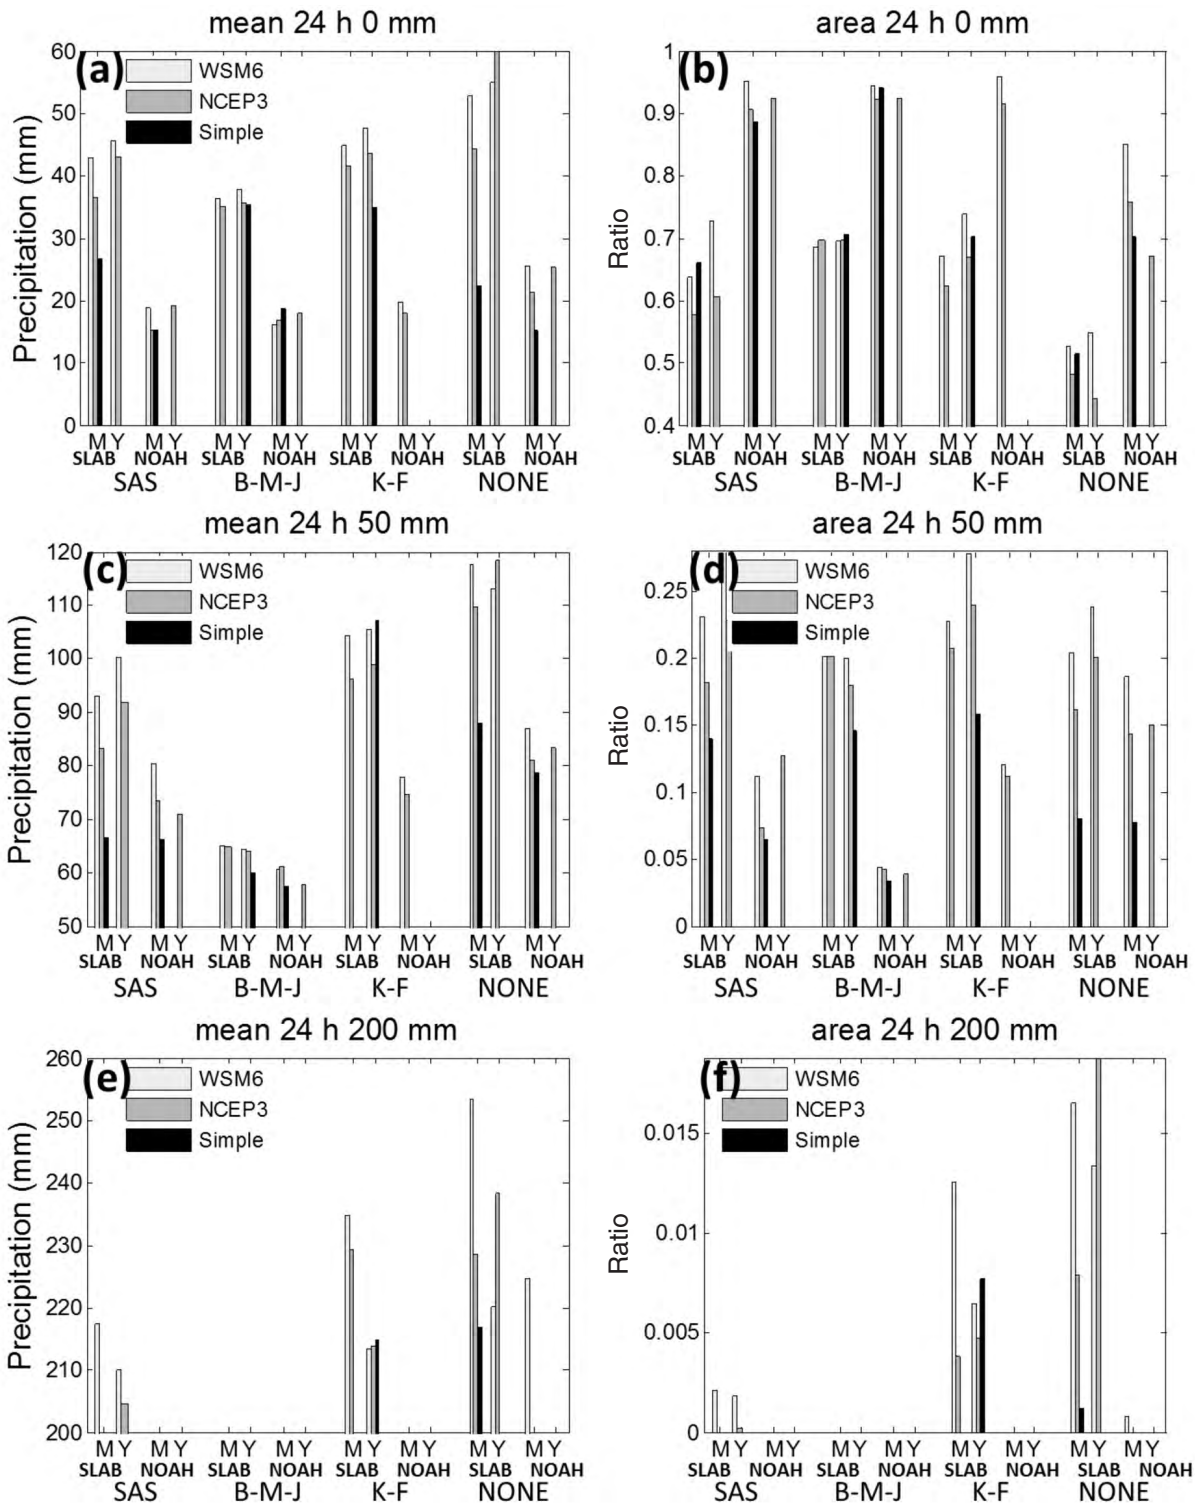 mean 24 h 0 mm
area 24 h 0 mm
(a)
WSM6
NCEP3
Simple
Precipitation (mm)
60
50
40
30
20
10
0
M Y M Y M Y M Y M Y M Y M Y M Y
SLAB NOAH SLAB NOAH SLAB NOAH SLAB NOAH
SAS B-M-J K-F NONE
(b)
Ratio
1
0.9
0.8
0.7
0.6
0.5
0.4
M Y M Y M Y M Y M Y M Y M Y M Y
SLAB NOAH SLAB NOAH SLAB NOAH SLAB NOAH
SAS B-M-J K-F NONE
mean 24 h 50 mm
area 24 h 50 mm
(c)
WSM6
NCEP3
Simple
Precipitation (mm)
120
110
100
90
80
70
60
50
M Y M Y M Y M Y M Y M Y M Y M Y
SLAB NOAH SLAB NOAH SLAB NOAH SLAB NOAH
SAS B-M-J K-F NONE
(d)
WSM6
NCEP3
Simple
Ratio
0.25
0.2
0.15
0.1
0.05
0
M Y M Y M Y M Y M Y M Y M Y M Y
SLAB NOAH SLAB NOAH SLAB NOAH SLAB NOAH
SAS B-M-J K-F NONE
mean 24 h 200 mm
area 24 h 200 mm
(e)
WSM6
NCEP3
Simple
Precipitation (mm)
260
250
240
230
220
210
200
M Y M Y M Y M Y M Y M Y M Y M Y
SLAB NOAH SLAB NOAH SLAB NOAH SLAB NOAH
SAS B-M-J K-F NONE
(f)
WSM6
NCEP3
Simple
Ratio
0.015
0.01
0.005
0
M Y M Y M Y M Y M Y M Y M Y M Y
SLAB NOAH SLAB NOAH SLAB NOAH SLAB NOAH
SAS B-M-J K-F NONE